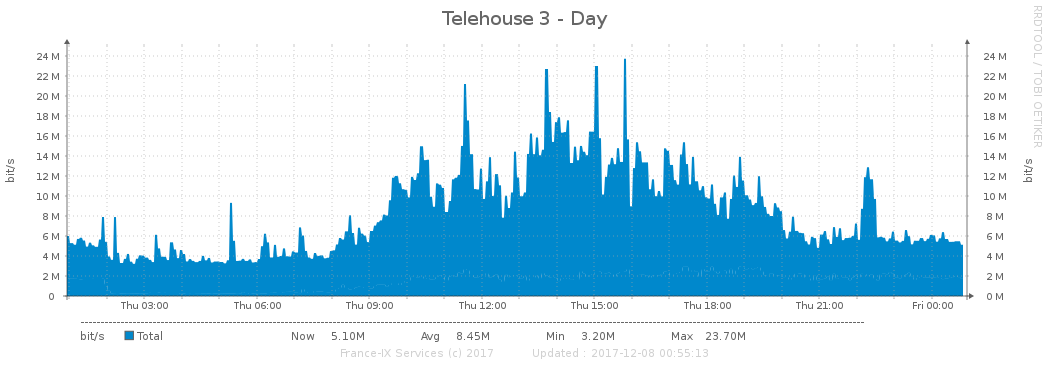 Telehouse 3 - Day
RRDTOOL / TOBI OETIKER
24 M 24 M
22 M 22 M
20 M 20 M
18 M 18 M
16 M 16 M
14 M 14 M
12 M 12 M
10 M 10 M
8 M 8 M
6 M 6 M
4 M 4 M
2 M 2 M
0 0 M
bit/s bit/s
Thu 03:00 Thu 06:00 Thu 09:00 Thu 12:00 Thu 15:00 Thu 18:00 Thu 21:00 Fri 00:00
bit/s Total Now 5.10M Avg 8.45M Min 3.20M Max 23.70M
France-IX Services (c) 2017 Updated : 2017-12-08 00:55:13